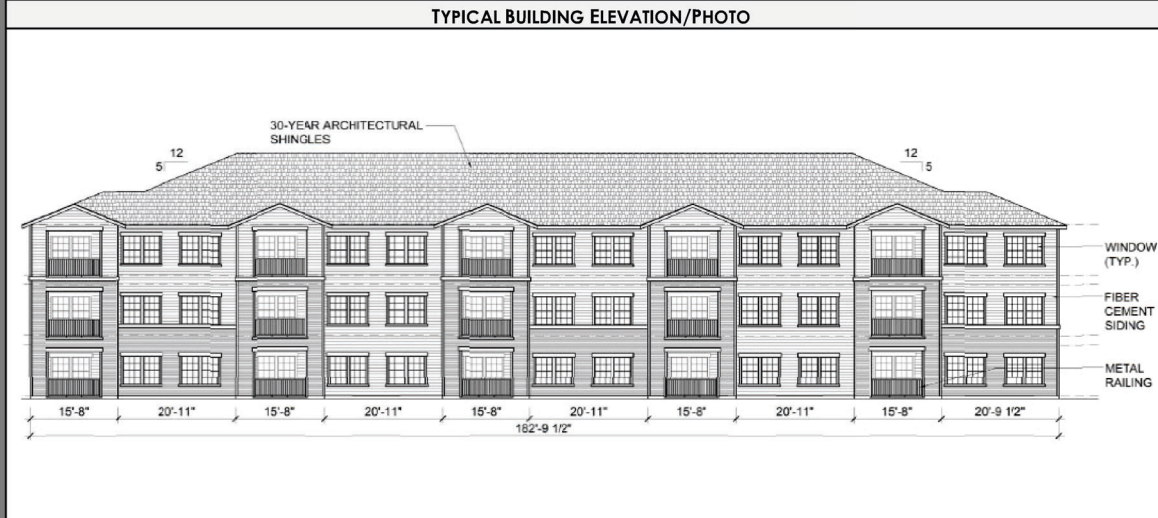 TYPICAL BUILDING ELEVATION/PHOTO
30-YEAR ARCHITECTURAL
SHINGLES
12
5
12
5
WINDOW
(TYP.)
FIBER
CEMENT
SIDING
METAL
RAILING
15'-8" 20'-11" 15'-8" 20'-11" 15'-8" 20'-11" 15'-8" 20'-11" 15'-8" 20'-9 1/2"
182'-9 1/2"